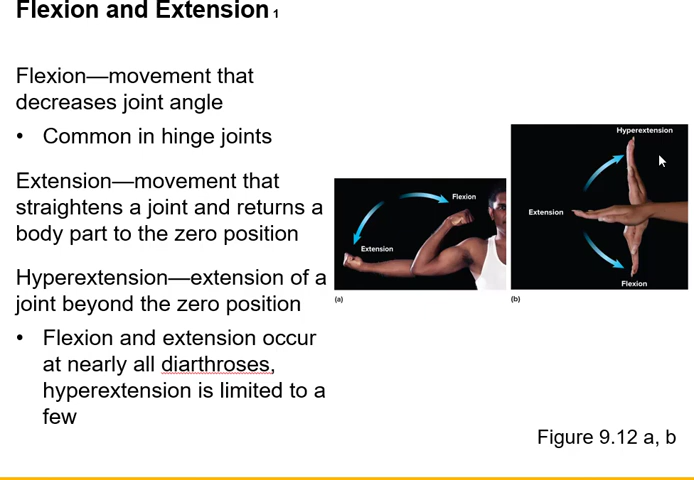 Flexion and Extension 1
Flexion—movement that
decreases joint angle
• Common in hinge joints
Extension—movement that
straightens a joint and returns a
body part to the zero position
Hyperextension—extension of a
joint beyond the zero position
• Flexion and extension occur
at nearly all diarthroses,
hyperextension is limited to a
few
Flexion
Extension
(a)
Hyperextension
Extension
Flexion
(b)
Figure 9.12 a, b